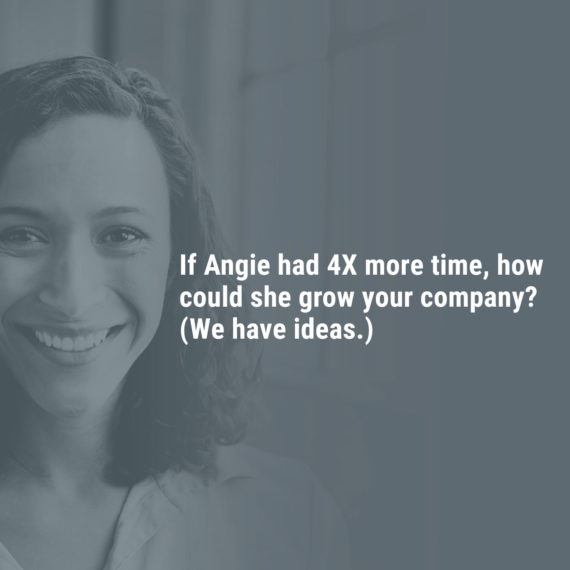 If Angie had 4X more time, how
could she grow your company?
(We have ideas.)